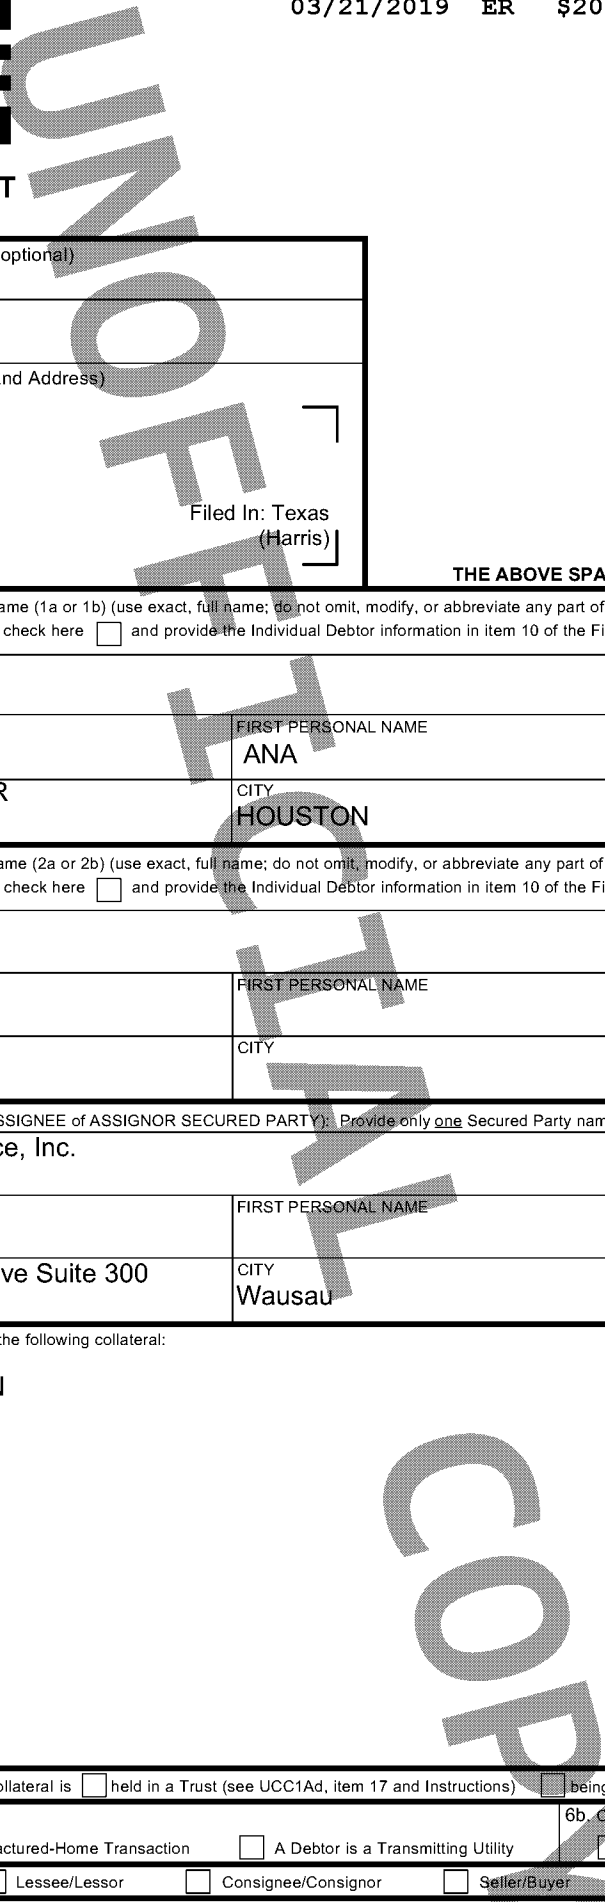 03/21/2019 ER $20
T
optional)
nd Address)
Filed In: Texas
(Harris)
THE ABOVE SPA
ame (1a or 1b) (use exact, full name; do not omit, modify, or abbreviate any part of
check here and provide the Individual Debtor information in item 10 of the Fi
FIRST PERSONAL NAME
ANA
R
CITY
HOUSTON
ame (2a or 2b) (use exact, full name; do not omit, modify, or abbreviate any part of
check here and provide the Individual Debtor information in item 10 of the Fi
FIRST PERSONAL NAME
CITY
SSIGNEE of ASSIGNOR SECURED PARTY): Provide only one Secured Party nam
ce, Inc.
FIRST PERSONAL NAME
ve Suite 300
CITY
Wausau
the following collateral:
N
ollateral is held in a Trust (see UCC1Ad, item 17 and Instructions) being
6b.
actured-Home Transaction A Debtor is a Transmitting Utility
Lessee/Lessor Consignee/Consignor Seller/Buyer
UNOFFICIAL COPY